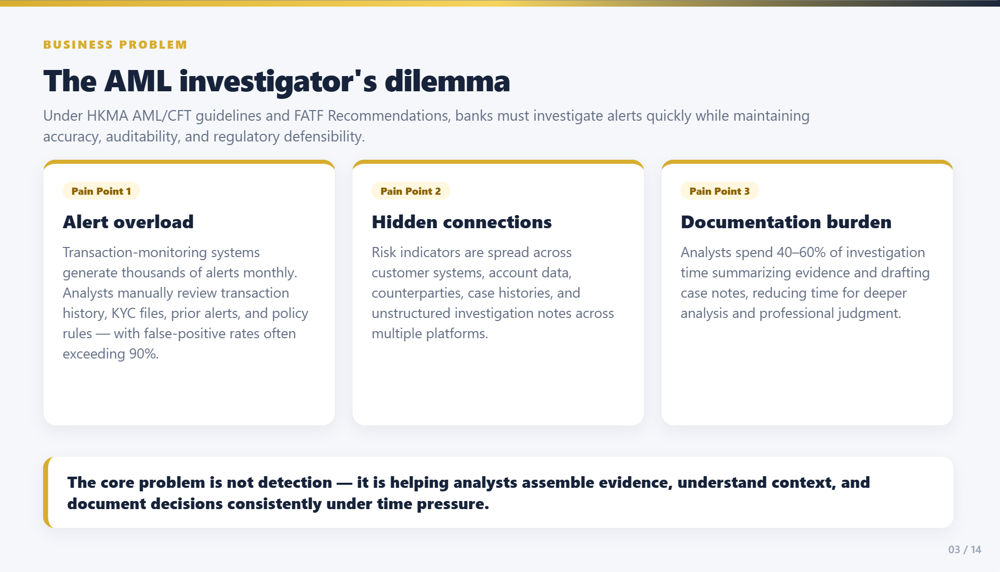 BUSINESS PROBLEM
The AML investigator's dilemma
Under HKMA AML/CFT guidelines and FATF Recommendations, banks must investigate alerts quickly while maintaining
accuracy, auditability, and regulatory defensibility.
Pain Point 1
Alert overload
Transaction-monitoring systems
generate thousands of alerts monthly.
Analysts manually review transaction
history, KYC files, prior alerts, and policy
rules — with false-positive rates often
exceeding 90%.
Pain Point 2
Hidden connections
Risk indicators are spread across
customer systems, account data,
counterparties, case histories, and
unstructured investigation notes across
multiple platforms.
Pain Point 3
Documentation burden
Analysts spend 40–60% of investigation
time summarizing evidence and drafting
case notes, reducing time for deeper
analysis and professional judgment.
The core problem is not detection — it is helping analysts assemble evidence, understand context, and
document decisions consistently under time pressure.
03 / 14